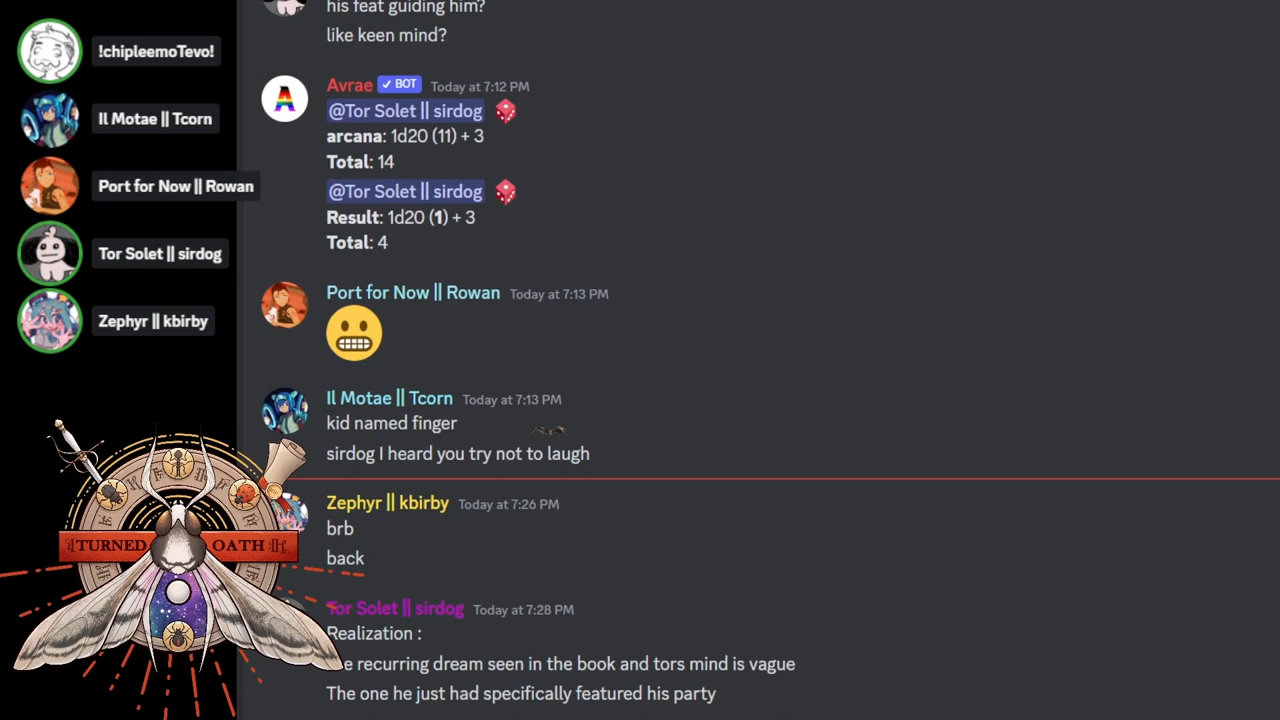 !chipleemoTevo!
Il Motae || Tcorn
Port for Now || Rowan
Tor Solet || sirdog
Zephyr || kbirby
TURNED OATH
his feat guiding him?
like keen mind?
A
Avrae ✓ BOT Today at 7:12 PM
@Tor Solet || sirdog
arcana: 1d20 (11) + 3
Total: 14
@Tor Solet || sirdog
Result: 1d20 (1) + 3
Total: 4
Port for Now || Rowan Today at 7:13 PM
Il Motae || Tcorn Today at 7:13 PM
kid named finger
sirdog I heard you try not to laugh
Zephyr || kbirby Today at 7:26 PM
brb
back
Tor Solet || sirdog Today at 7:28 PM
Realization :
recurring dream seen in the book and tors mind is vague
The one he just had specifically featured his party